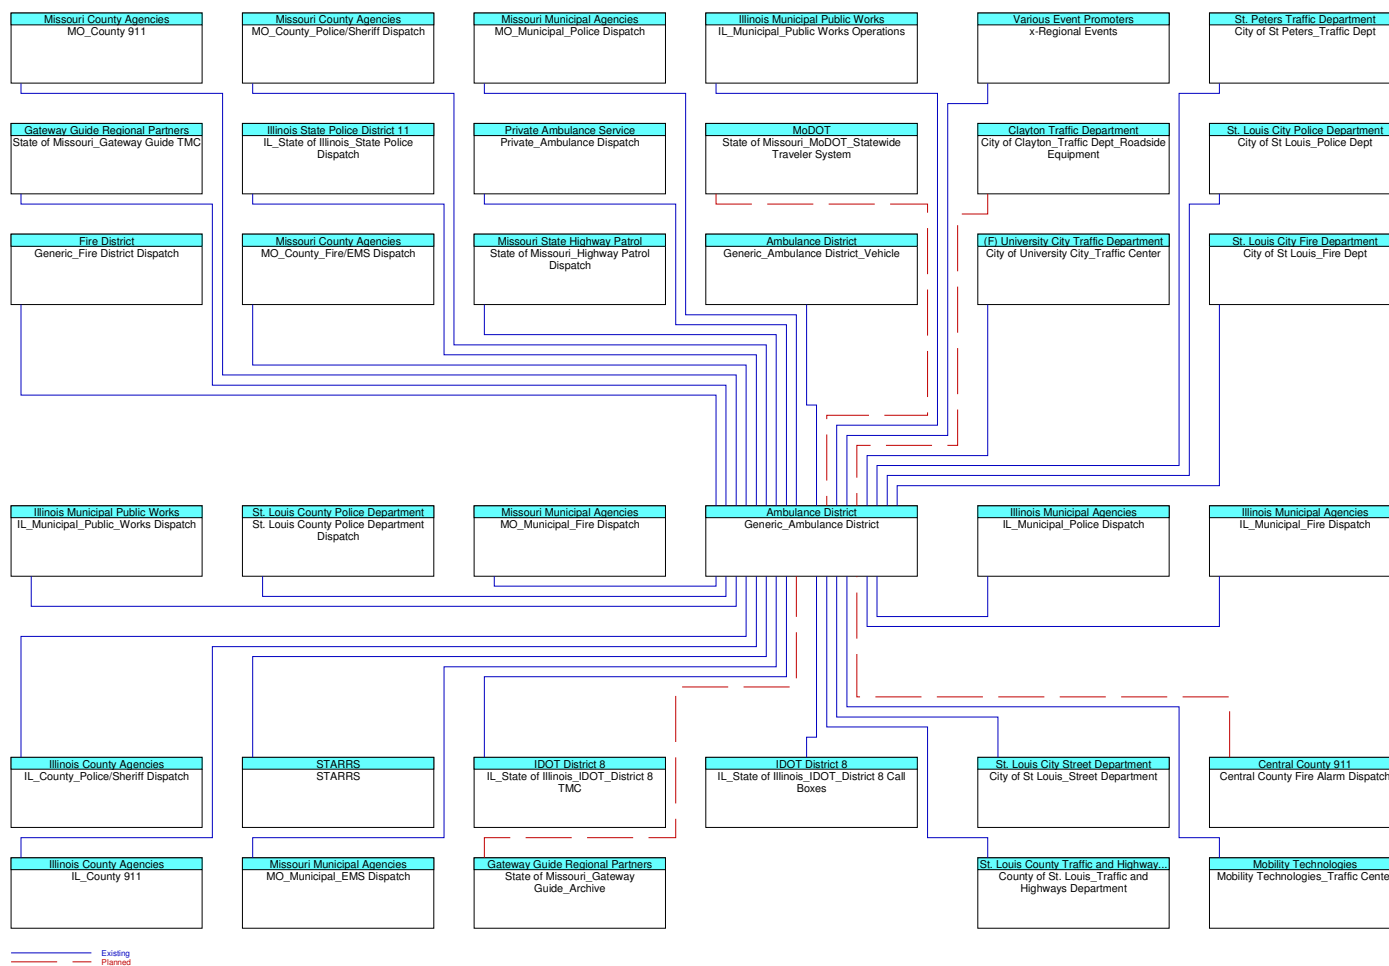 Missouri County Agencies
MO_County 911
Missouri County Agencies
MO_County_Police/Sheriff Dispatch
Missouri Municipal Agencies
MO_Municipal_Police Dispatch
Illinois Municipal Public Works
IL_Municipal_Public Works Operations
Various Event Promoters
x-Regional Events
St. Peters Traffic Department
City of St Peters_Traffic Dept
Gateway Guide Regional Partners
State of Missouri_Gateway Guide TMC
Illinois State Police District 11
IL_State of Illinois_State Police
Dispatch
Private Ambulance Service
Private_Ambulance Dispatch
MoDOT
State of Missouri_MoDOT_Statewide
Traveler System
Clayton Traffic Department
City of Clayton_Traffic Dept_Roadside
Equipment
St. Louis City Police Department
City of St Louis_Police Dept
Fire District
Generic_Fire District Dispatch
Missouri County Agencies
MO_County_Fire/EMS Dispatch
Missouri State Highway Patrol
State of Missouri_Highway Patrol
Dispatch
Ambulance District
Generic_Ambulance District_Vehicle
(F) University City Traffic Department
City of University City_Traffic Center
St. Louis City Fire Department
City of St Louis_Fire Dept
Illinois Municipal Public Works
IL_Municipal_Public_Works Dispatch
St. Louis County Police Department
St. Louis County Police Department
Dispatch
Missouri Municipal Agencies
MO_Municipal_Fire Dispatch
Ambulance District
Generic_Ambulance District
Illinois Municipal Agencies
IL_Municipal_Police Dispatch
Illinois Municipal Agencies
IL_Municipal_Fire Dispatch
Illinois County Agencies
IL_County_Police/Sheriff Dispatch
STARRS
STARRS
IDOT District 8
IL_State of Illinois_IDOT_District 8
TMC
IDOT District 8
IL_State of Illinois_IDOT_District 8 Call
Boxes
St. Louis City Street Department
City of St Louis_Street Department
Central County 911
Central County Fire Alarm Dispatch
Illinois County Agencies
IL_County 911
Missouri Municipal Agencies
MO_Municipal_EMS Dispatch
Gateway Guide Regional Partners
State of Missouri_Gateway
Guide_Archive
St. Louis County Traffic and Highway...
County of St. Louis_Traffic and
Highways Department
Mobility Technologies
Mobility Technologies_Traffic Cente
Existing
Planned